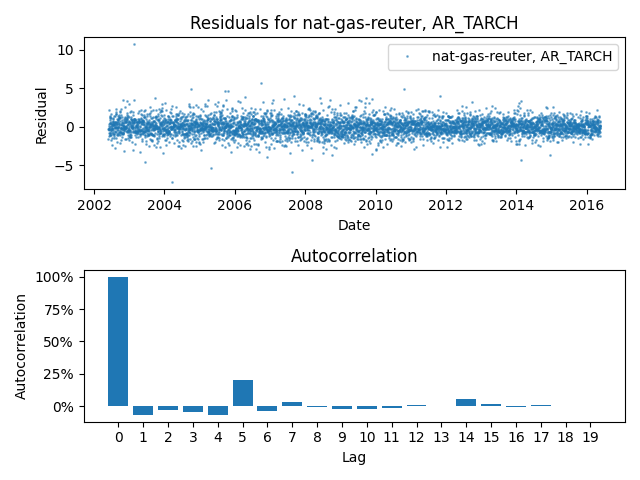 Residuals for nat-gas-reuter, AR_TARCH
nat-gas-reuter, AR_TARCH
10
5
0
−5
Residual
2002 2004 2006 2008 2010 2012 2014 2016
Date
Autocorrelation
100%
75%
50%
25%
0%
Autocorrelation
0 1 2 3 4 5 6 7 8 9 10 11 12 13 14 15 16 17 18 19
Lag